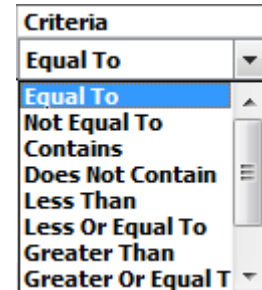 Criteria
Equal To
Equal To
Not Equal To
Contains
Does Not Contain
Less Than
Less Or Equal To
Greater Than
Greater Or Equal T